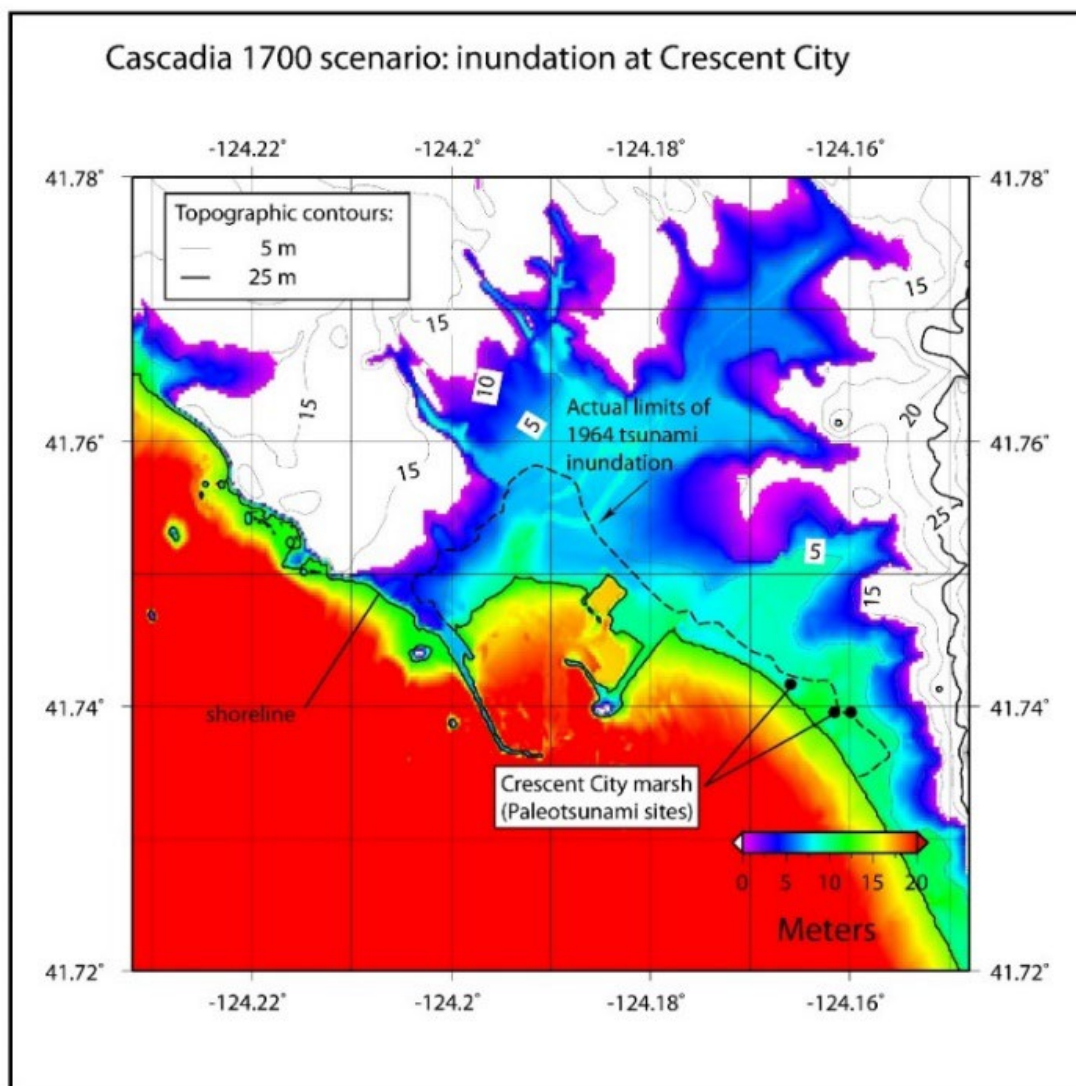 Cascadia 1700 scenario: inundation at Crescent City
-124.22° -124.2° -124.18° -124.16°
41.78° 41.78°
Topographic contours:
5 m
25 m
15
15
15
10
20
Actual limits of
1964 tsunami
inundation
5
41.76° 41.76°
15
25
5
15
shoreline
41.74° 41.74°
Crescent City marsh
(Paleotsunami sites)
0 5 10 15 20
Meters
41.72° 41.72°
-124.22° -124.2° -124.18° -124.16°